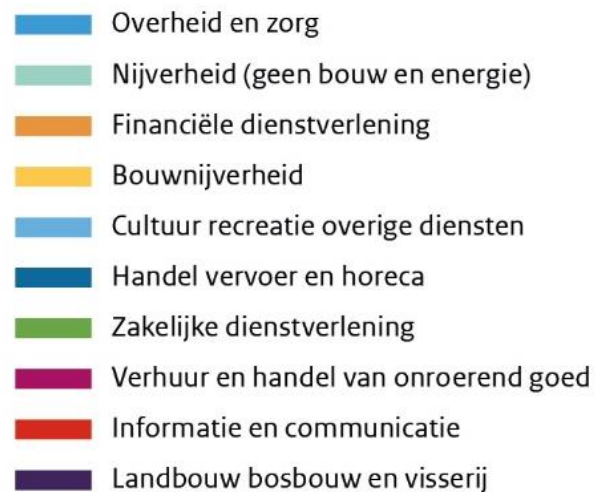 Overheid en zorg
Nijverheid (geen bouw en energie)
Financiële dienstverlening
Bouwnijverheid
Cultuur recreatie overige diensten
Handel vervoer en horeca
Zakelijke dienstverlening
Verhuur en handel van onroerend goed
Informatie en communicatie
Landbouw bosbouw en visserij